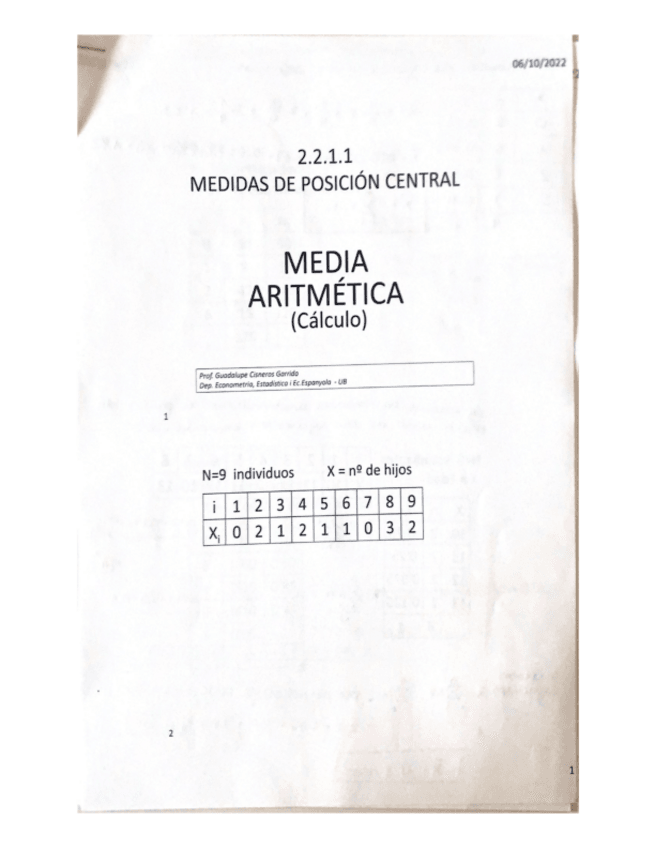 06/10/2022
2.2.1.1
MEDIDAS DE POSICIÓN CENTRAL
MEDIA
ARITMÉTICA
(Cálculo)
Prof. Guadalupe Cisneros Garrido
Dep. Econometria, Estadística i Ec.Espanyola - UB
1
N=9 individuos X = nº de hijos
i 1 2 3 4 5 6 7 8 9
Xi 0 2 1 2 1 1 0 3 2
2
1